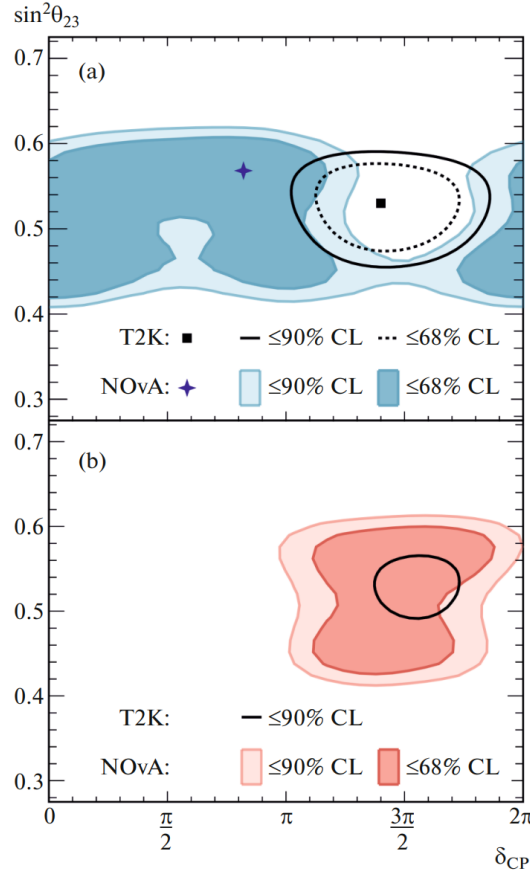 sin²θ₂₃
0.7
(a)
0.6
0.5
0.4
T2K: ≤90% CL ≤68% CL
NOvA: ≤90% CL ≤68% CL
0.3
(b)
0.7
0.6
0.5
0.4
T2K: ≤90% CL
NOvA: ≤90% CL ≤68% CL
0.3
0 π/2 π 3π/2 2π
δCP